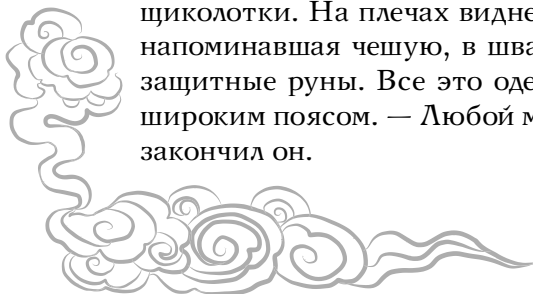 щиколотки. На плечах видне
напоминавшая чешую, в шва
защитные руны. Все это оде
широким поясом. — Любой м
закончил он.